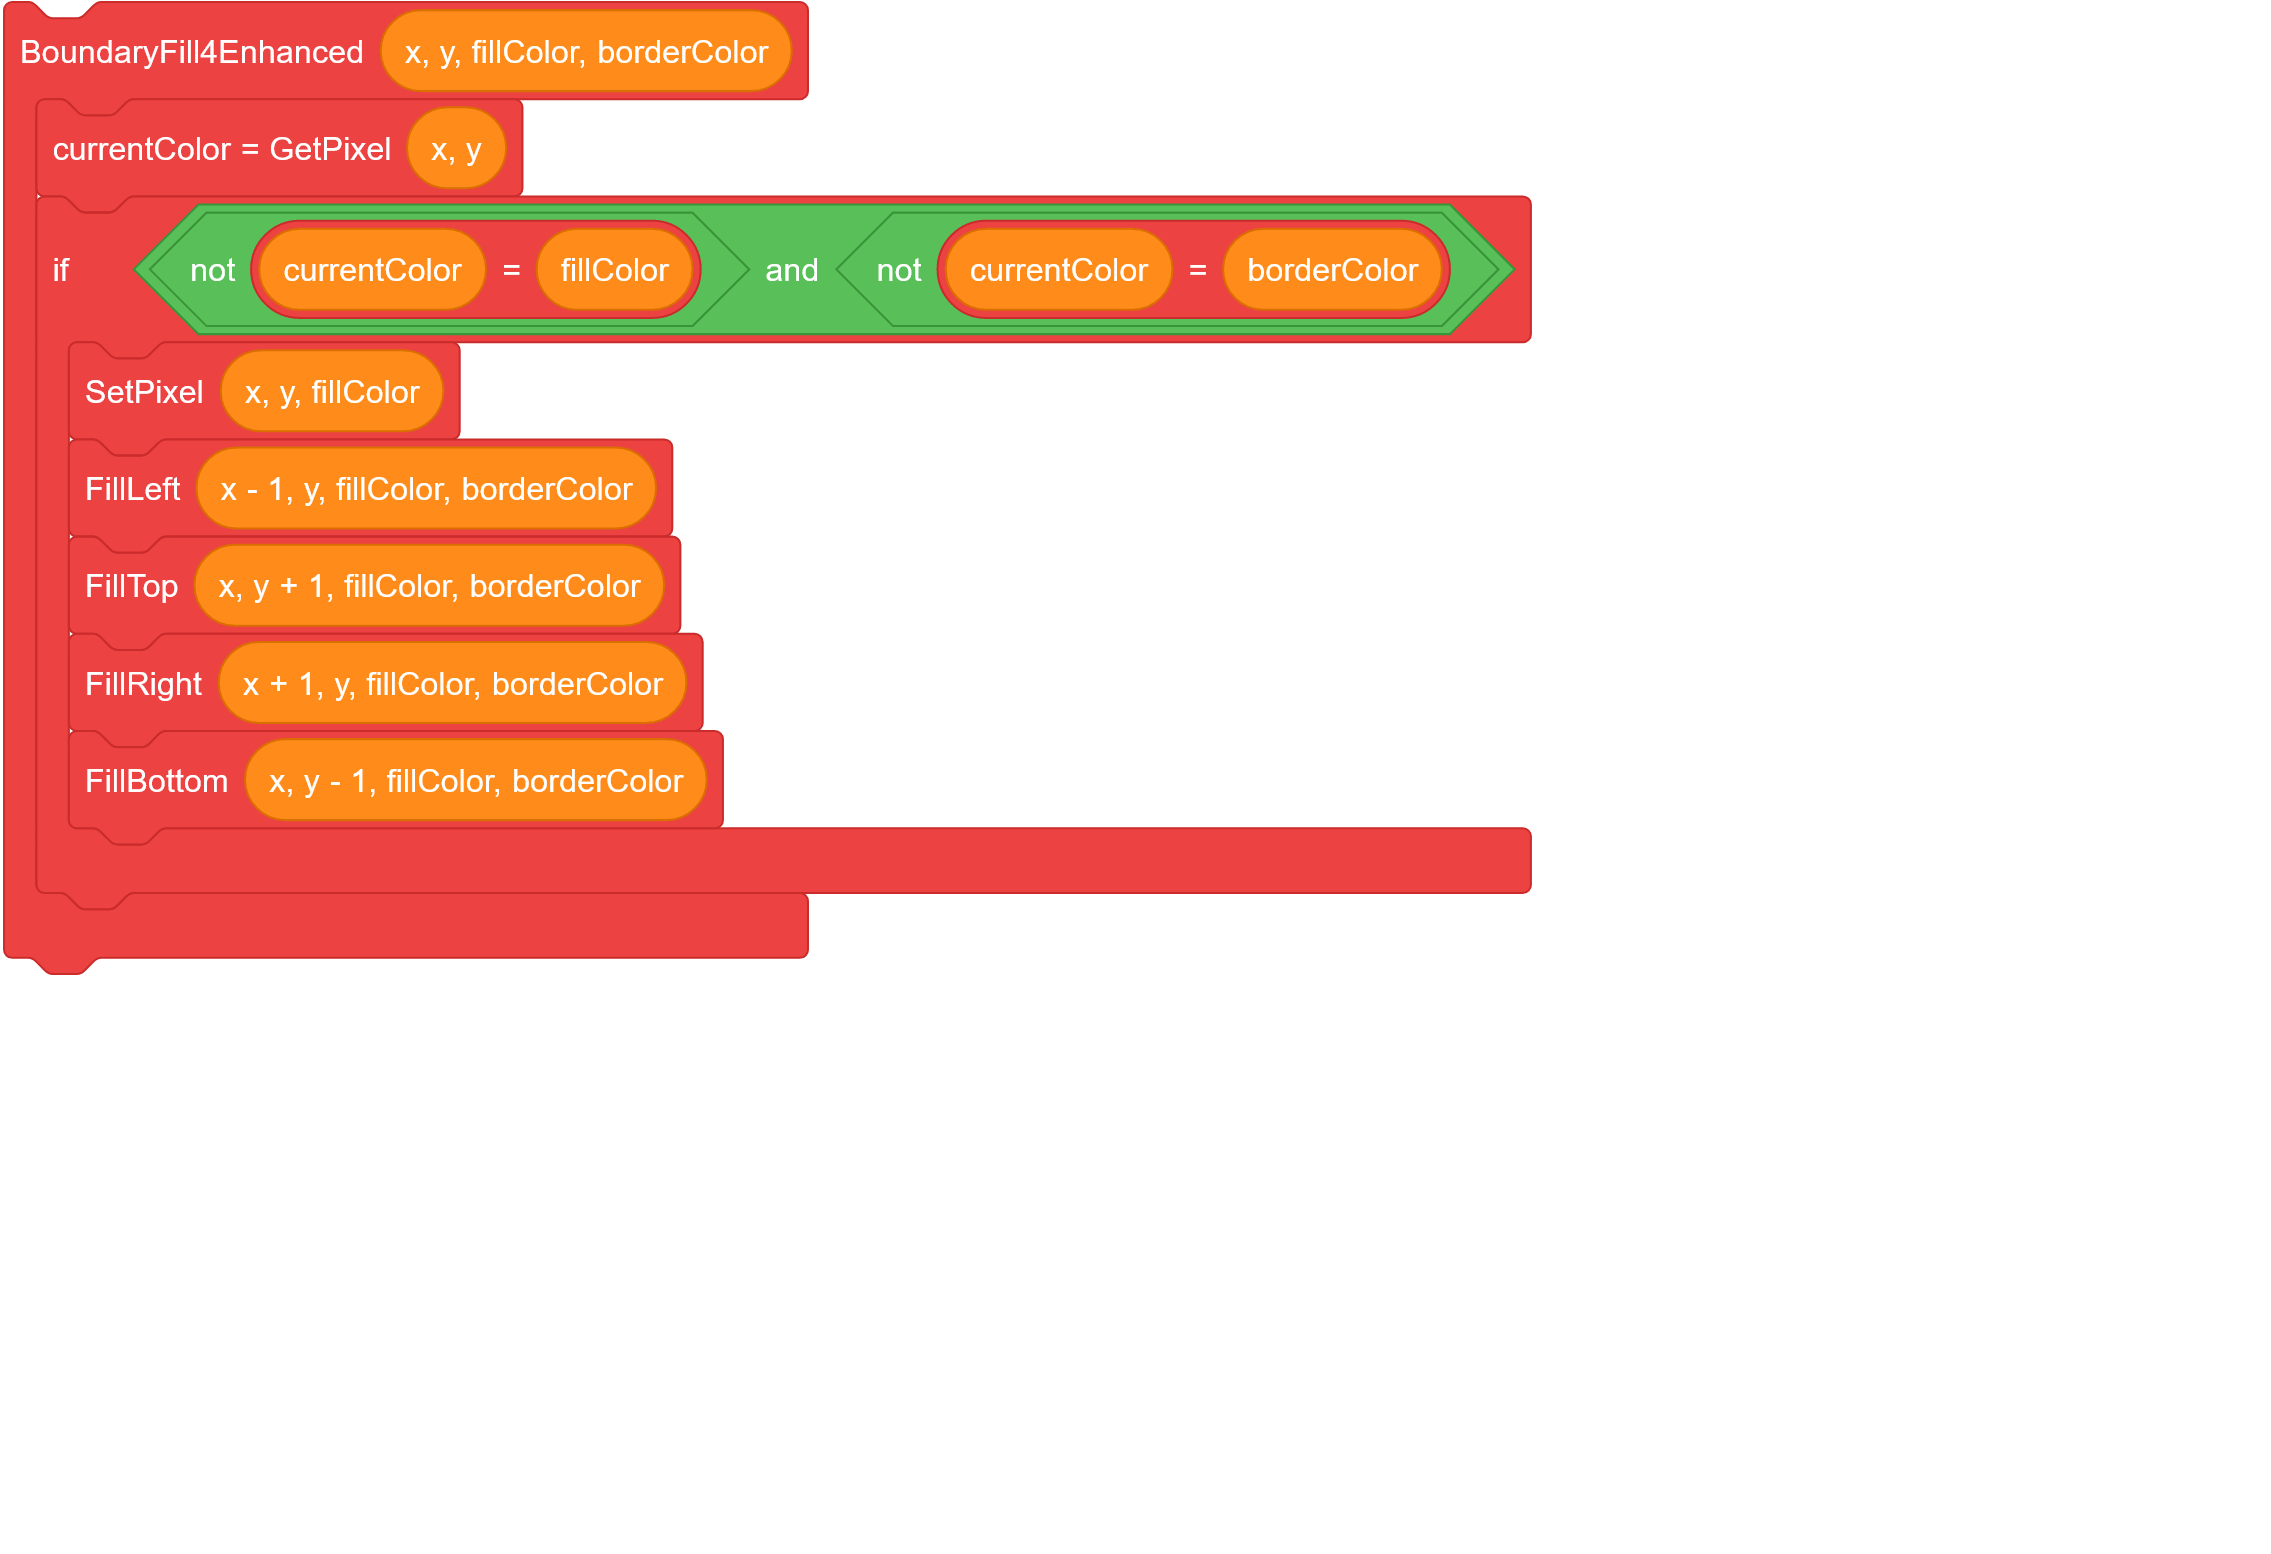 BoundaryFill4Enhanced x, y, fillColor, borderColor
currentColor = GetPixel x, y
if not currentColor = fillColor and not currentColor = borderColor
SetPixel x, y, fillColor
FillLeft x - 1, y, fillColor, borderColor
FillTop x, y + 1, fillColor, borderColor
FillRight x + 1, y, fillColor, borderColor
FillBottom x, y - 1, fillColor, borderColor